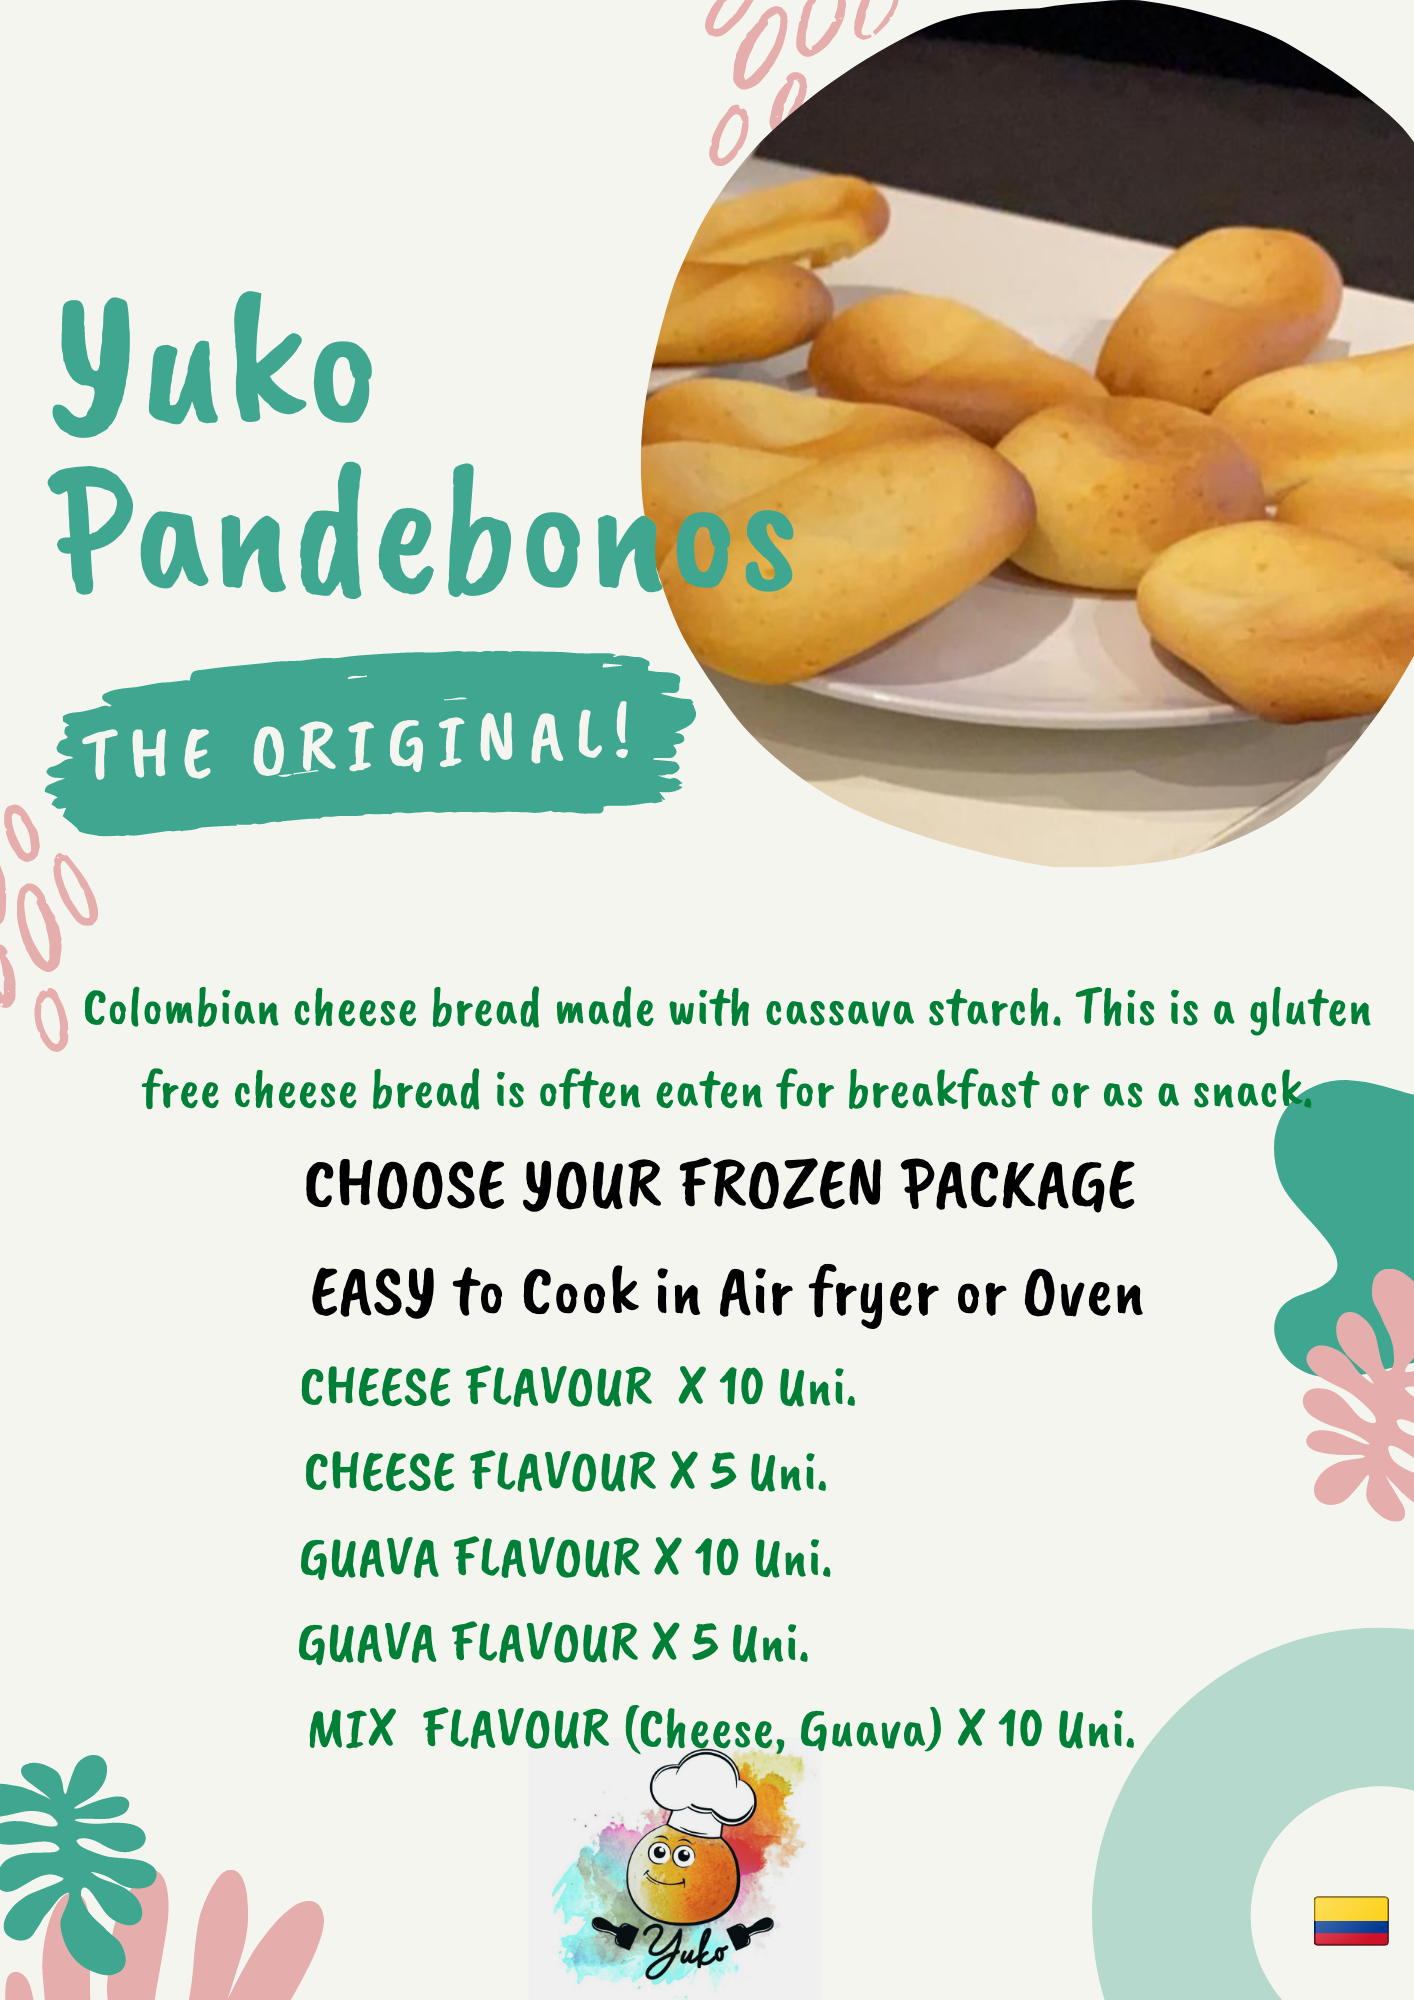 Yuko
Pandebonos
THE ORIGINAL!
Colombian cheese bread made with cassava starch. This is a gluten
free cheese bread is often eaten for breakfast or as a snack.
CHOOSE YOUR FROZEN PACKAGE
EASY to Cook in Air fryer or Oven
CHEESE FLAVOUR X 10 Uni.
CHEESE FLAVOUR X 5 Uni.
GUAVA FLAVOUR X 10 Uni.
GUAVA FLAVOUR X 5 Uni.
MIX FLAVOUR (Cheese, Guava) X 10 Uni.
Yuko